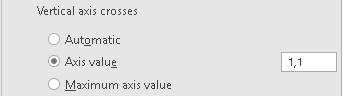 Vertical axis crosses
Automatic
Axis value 1,1
Maximum axis value